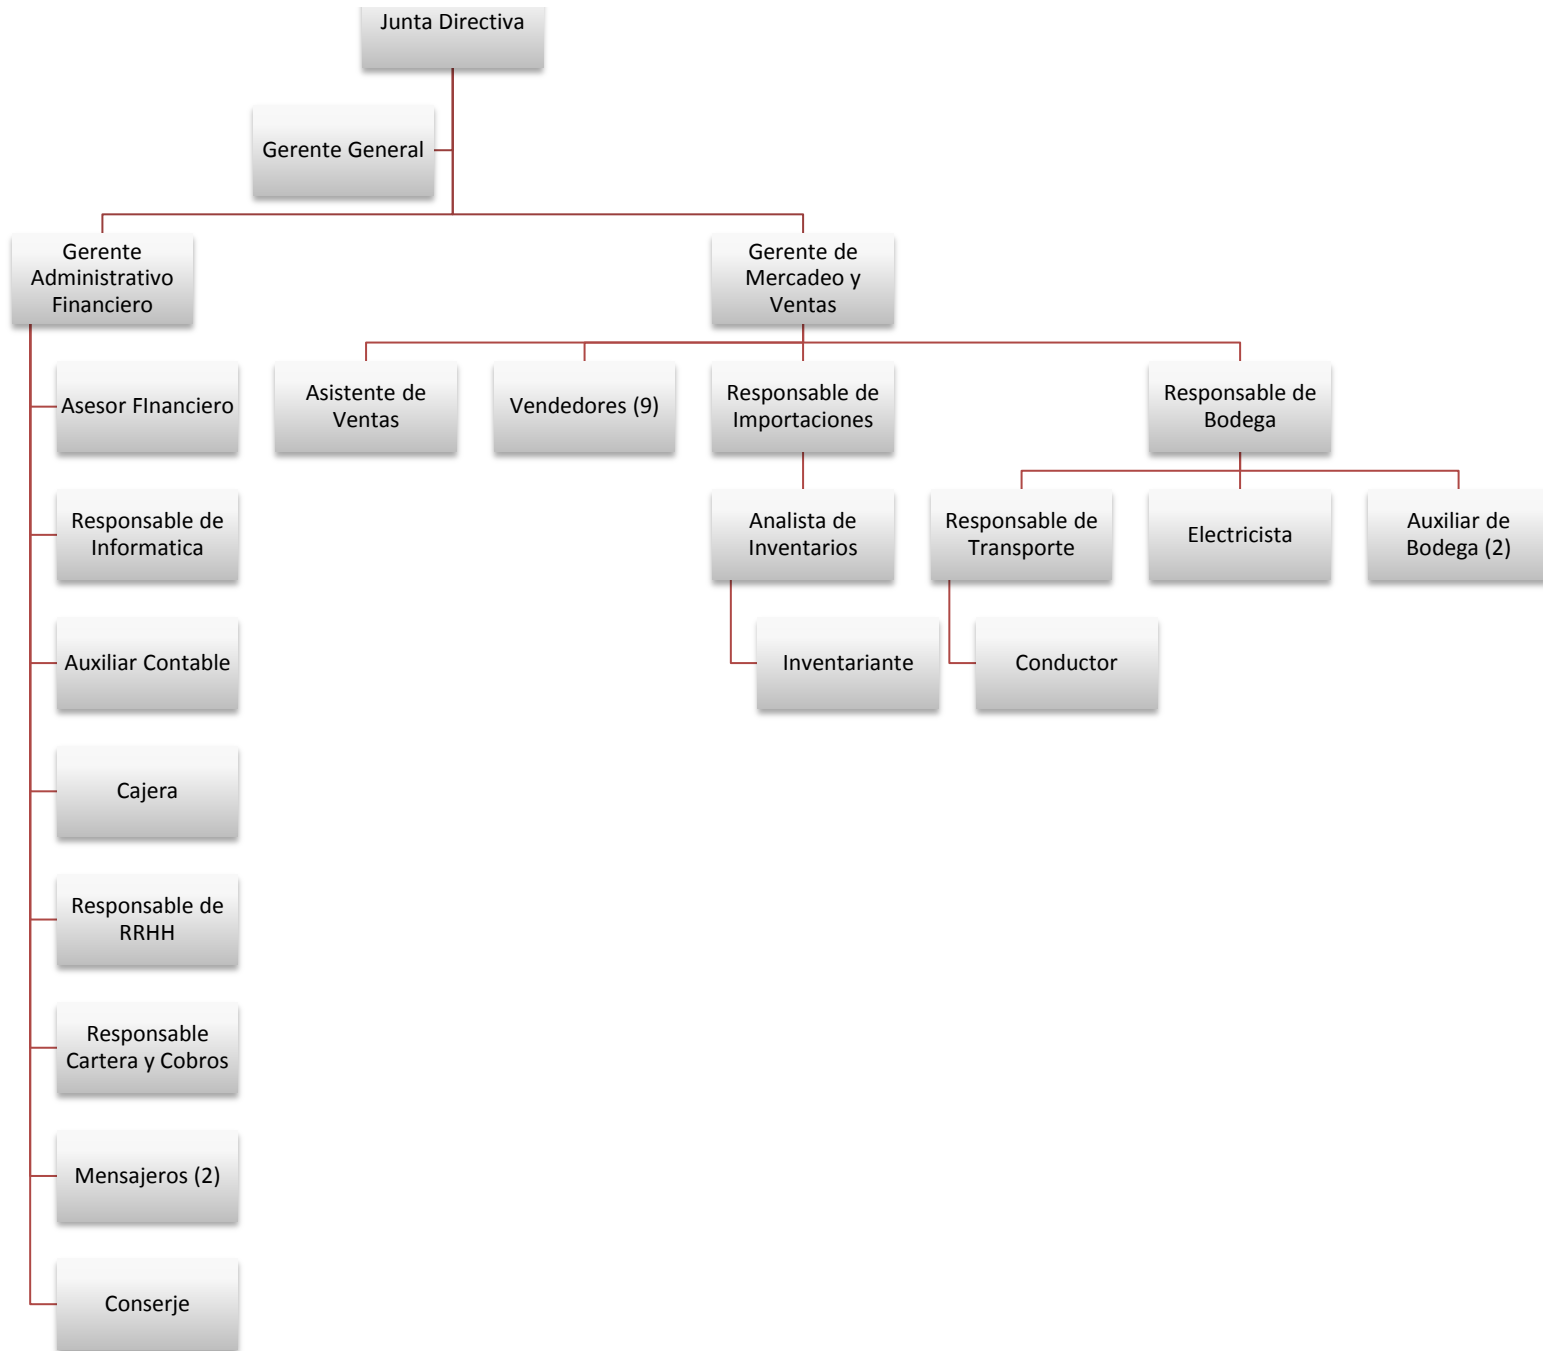 Junta Directiva
Gerente General
Gerente
Administrativo
Financiero
Gerente de
Mercadeo y
Ventas
Asesor FInanciero
Asistente de
Ventas
Vendedores (9)
Responsable de
Importaciones
Responsable de
Bodega
Responsable de
Informatica
Analista de
Inventarios
Responsable de
Transporte
Electricista
Auxiliar de
Bodega (2)
Auxiliar Contable
Inventariante
Conductor
Cajera
Responsable de
RRHH
Responsable
Cartera y Cobros
Mensajeros (2)
Conserje